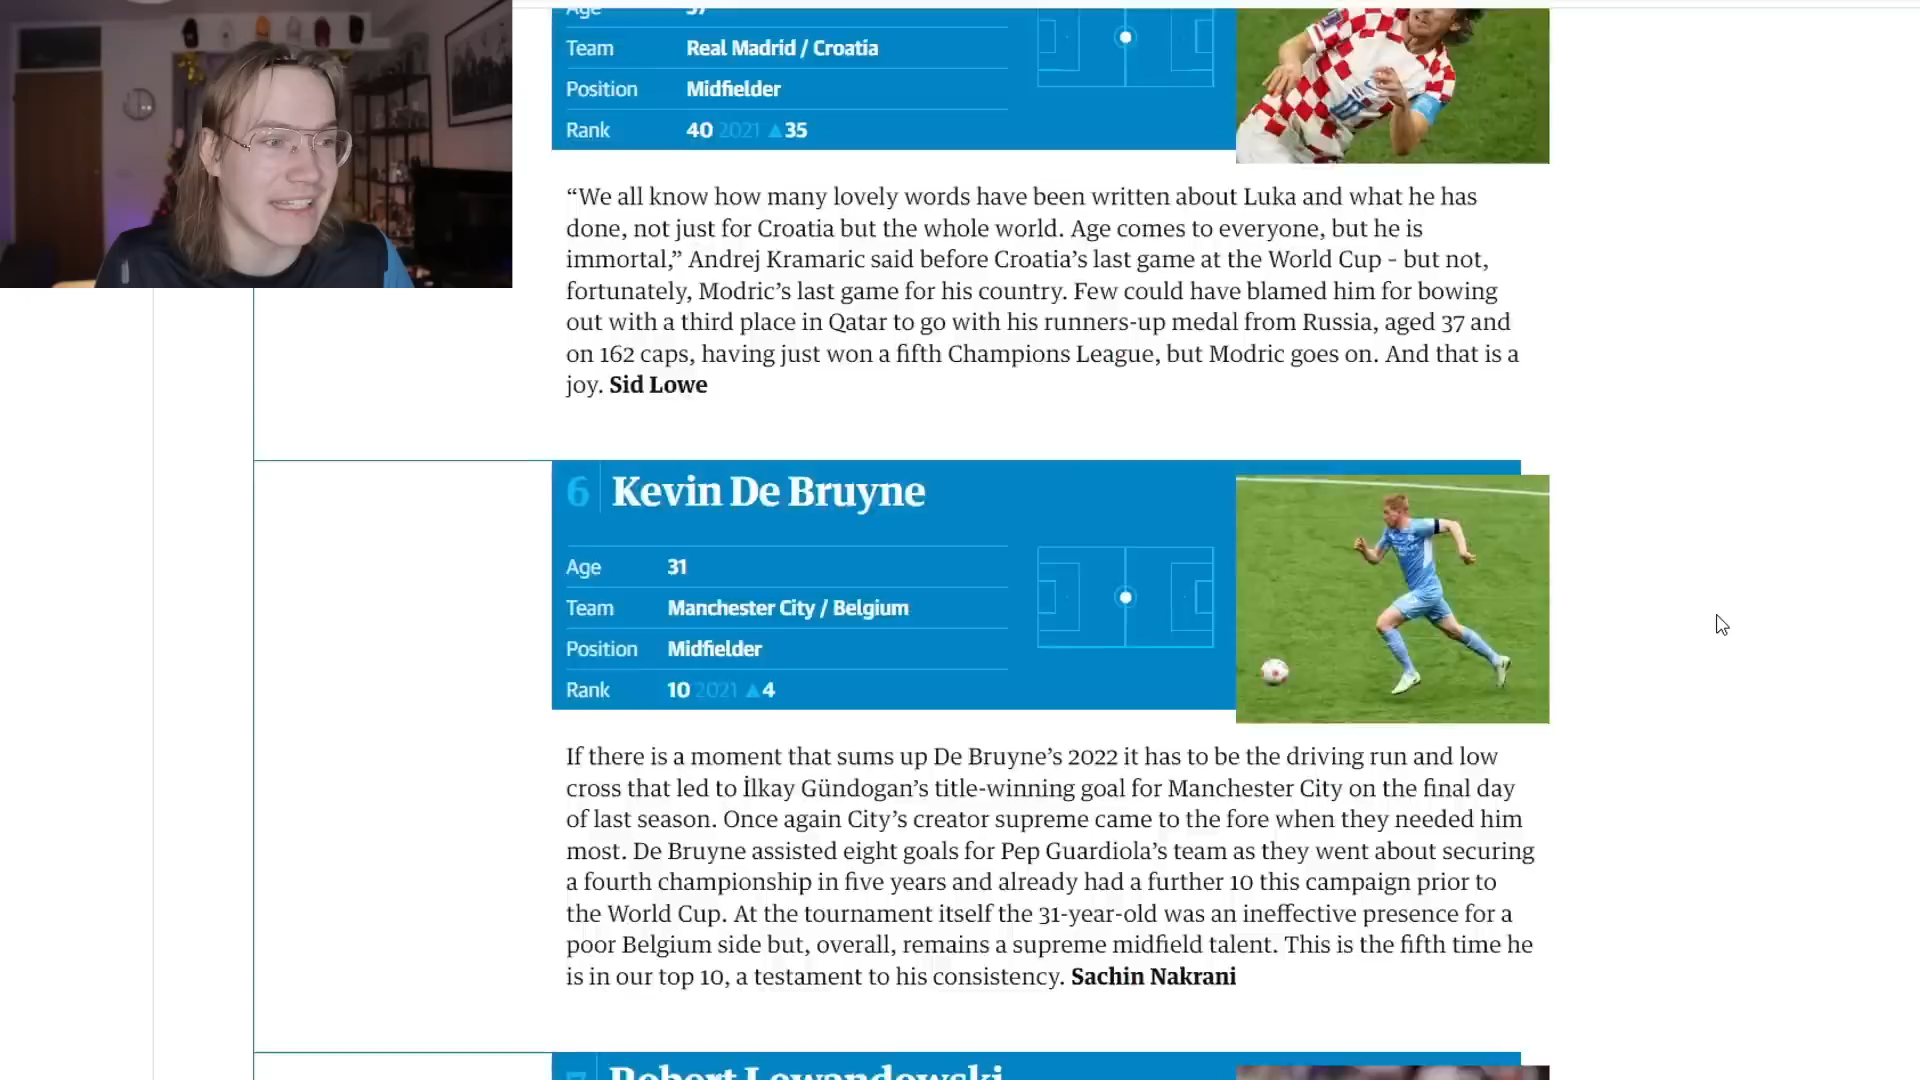 Age 37
Team Real Madrid / Croatia
Position Midfielder
Rank 40 2021 ▲35
“We all know how many lovely words have been written about Luka and what he has
done, not just for Croatia but the whole world. Age comes to everyone, but he is
immortal,” Andrej Kramaric said before Croatia’s last game at the World Cup - but not,
fortunately, Modric’s last game for his country. Few could have blamed him for bowing
out with a third place in Qatar to go with his runners-up medal from Russia, aged 37 and
on 162 caps, having just won a fifth Champions League, but Modric goes on. And that is a
joy. Sid Lowe
6 Kevin De Bruyne
Age 31
Team Manchester City / Belgium
Position Midfielder
Rank 10 2021 ▲4
If there is a moment that sums up De Bruyne’s 2022 it has to be the driving run and low
cross that led to İlkay Gündogan’s title-winning goal for Manchester City on the final day
of last season. Once again City’s creator supreme came to the fore when they needed him
most. De Bruyne assisted eight goals for Pep Guardiola’s team as they went about securing
a fourth championship in five years and already had a further 10 this campaign prior to
the World Cup. At the tournament itself the 31-year-old was an ineffective presence for a
poor Belgium side but, overall, remains a supreme midfield talent. This is the fifth time he
is in our top 10, a testament to his consistency. Sachin Nakrani
7 Robert Lewandowski